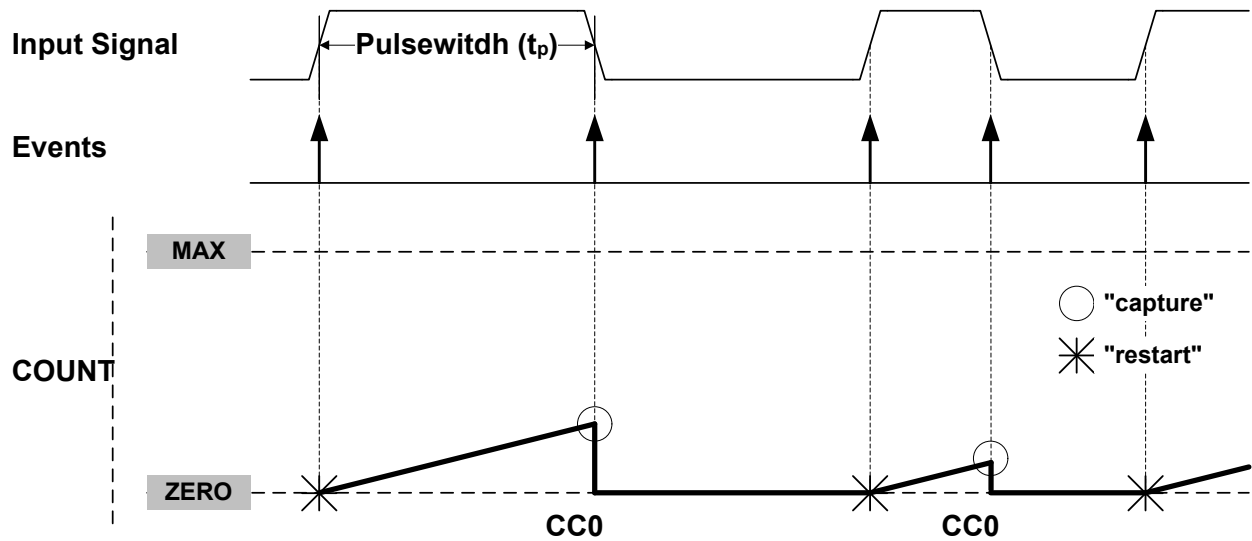 Input Signal
Pulsewitdh (tp)
Events
MAX
"capture"
"restart"
COUNT
ZERO
CC0
CC0